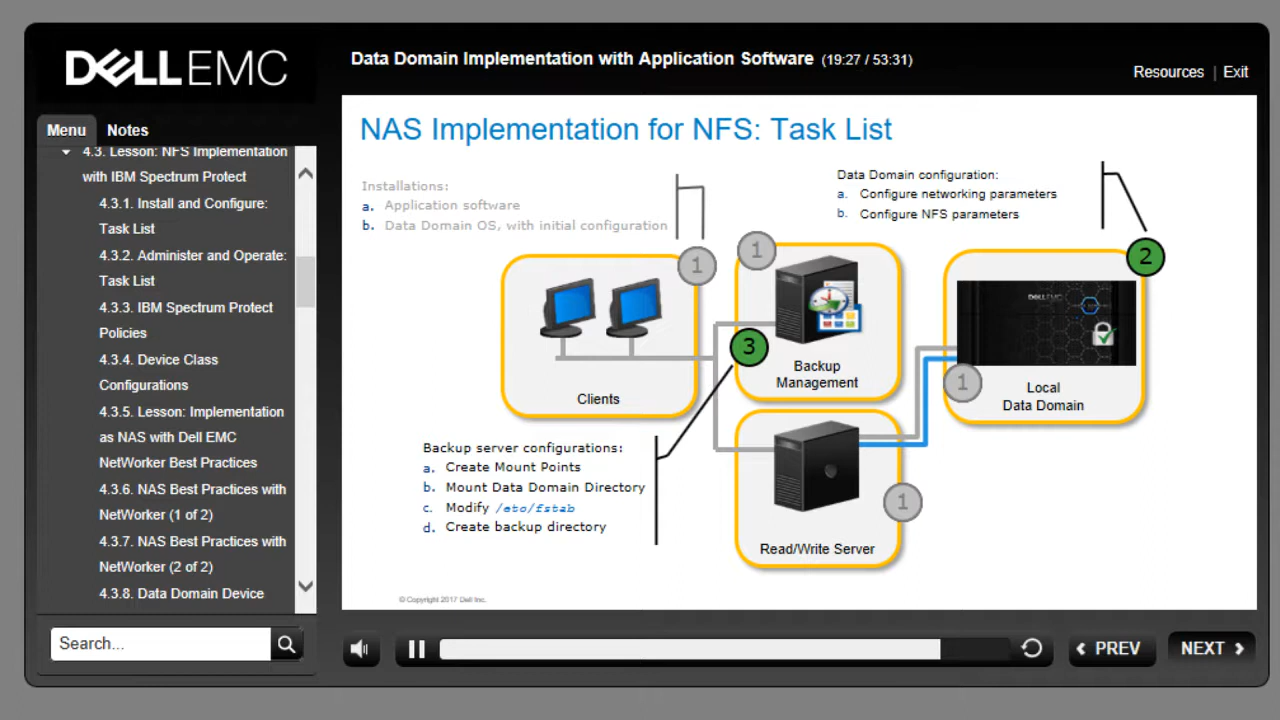 DELLEMC
Data Domain Implementation with Application Software (19:27 / 53:31)
Resources | Exit
Menu
Notes
4.3. Lesson: NFS Implementation
with IBM Spectrum Protect
4.3.1. Install and Configure:
Task List
4.3.2. Administer and Operate:
Task List
4.3.3. IBM Spectrum Protect
Policies
4.3.4. Device Class
Configurations
4.3.5. Lesson: Implementation
as NAS with Dell EMC
NetWorker Best Practices
4.3.6. NAS Best Practices with
NetWorker (1 of 2)
4.3.7. NAS Best Practices with
NetWorker (2 of 2)
4.3.8. Data Domain Device
Search...
NAS Implementation for NFS: Task List
Installations:
a. Application software
b. Data Domain OS, with initial configuration
Data Domain configuration:
a. Configure networking parameters
b. Configure NFS parameters
1
1
2
3
1
1
Clients
Backup
Management
DELLEMC
Local
Data Domain
Read/Write Server
Backup server configurations:
a. Create Mount Points
b. Mount Data Domain Directory
c. Modify /etc/fstab
d. Create backup directory
© Copyright 2017 Dell Inc.
PREV
NEXT